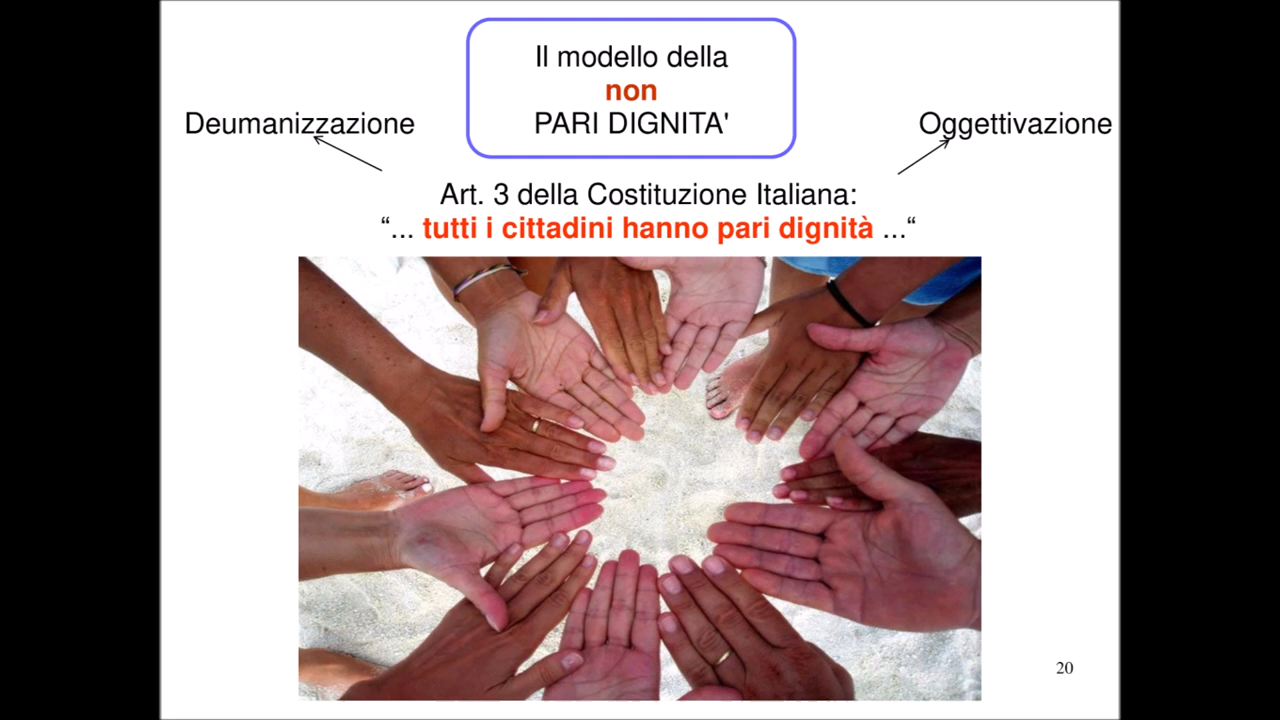 Il modello della
non
PARI DIGNITA'
Deumanizzazione
Oggettivazione
Art. 3 della Costituzione Italiana:
“... tutti i cittadini hanno pari dignità ...“
20